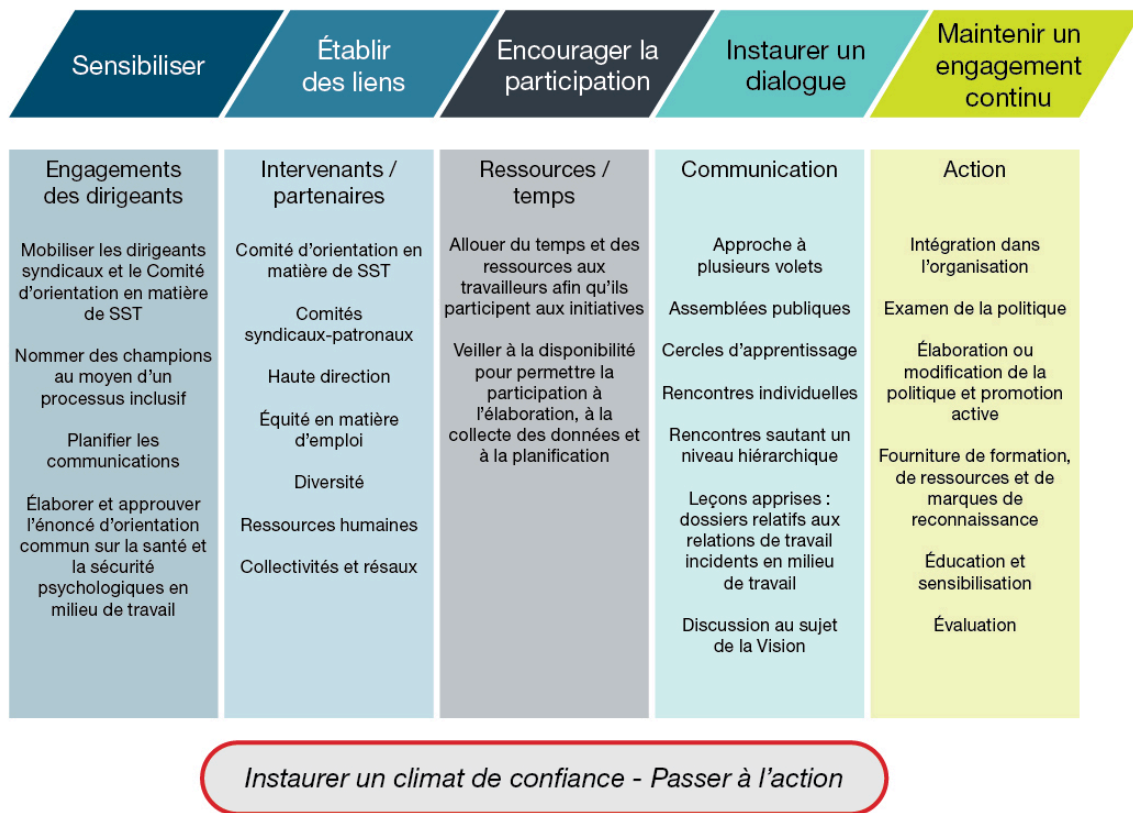 Sensibiliser
Établir
des liens
Encourager la
participation
Instaurer un
dialogue
Maintenir un
engagement
continu
Engagements
des dirigeants
Mobiliser les dirigeants
syndicaux et le Comité
d'orientation en matière
de SST
Nommer des champions
au moyen d'un
processus inclusif
Planifier les
communications
Élaborer et approuver
l'énoncé d'orientation
commun sur la santé et
la sécurité
psychologiques en
milieu de travail
Intervenants /
partenaires
Comité d'orientation en
matière de SST
Comités
syndicaux-patronaux
Haute direction
Équité en matière
d'emploi
Diversité
Ressources humaines
Collectivités et résaux
Ressources /
temps
Allouer du temps et des
ressources aux
travailleurs afin qu'ils
participent aux initiatives
Veiller à la disponibilité
pour permettre la
participation à
l'élaboration, à la
collecte des données et
à la planification
Communication
Approche à
plusieurs volets
Assemblées publiques
Cercles d'apprentissage
Rencontres individuelles
Rencontres sautant un
niveau hiérarchique
Leçons apprises :
dossiers relatifs aux
relations de travail
incidents en milieu
de travail
Discussion au sujet
de la Vision
Action
Intégration dans
l'organisation
Examen de la politique
Élaboration ou
modification de la
politique et promotion
active
Fourniture de formation,
de ressources et de
marques de
reconnaissance
Éducation et
sensibilisation
Évaluation
Instaurer un climat de confiance - Passer à l'action